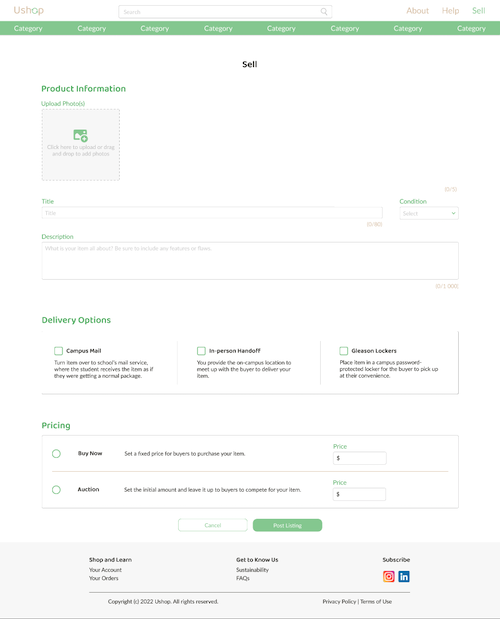 Ushop
Search
About Help Sell
Category Category Category Category Category Category Category Category
Sell
Product Information
Upload Photo(s)
Click here to upload or drag
and drop to add photos
Title
Condition
Title
Select
(0/80)
Description
What's your item all about? Be sure to include any features or flaws.
(0/1 000)
Delivery Options
Campus Mail
Turn item over to school's mail service,
where the student receives the item as if
they were getting a normal package.
In-person Handoff
You provide the on-campus location to
meet up with the buyer to deliver your
item.
Gleason Lockers
Place item in a campus password-
protected locker for the buyer to pick up
at their convenience.
Pricing
Buy Now
Set a fixed price for buyers to purchase your item.
Price
$
Auction
Set the initial amount and leave it up to buyers to compete for your item.
Price
$
Cancel
Post Listing
Shop and Learn
Your Account
Your Orders
Get to Know Us
Sustainability
FAQs
Subscribe
in
Copyright (c) 2022 Ushop. All rights reserved.
Privacy Policy | Terms of Use